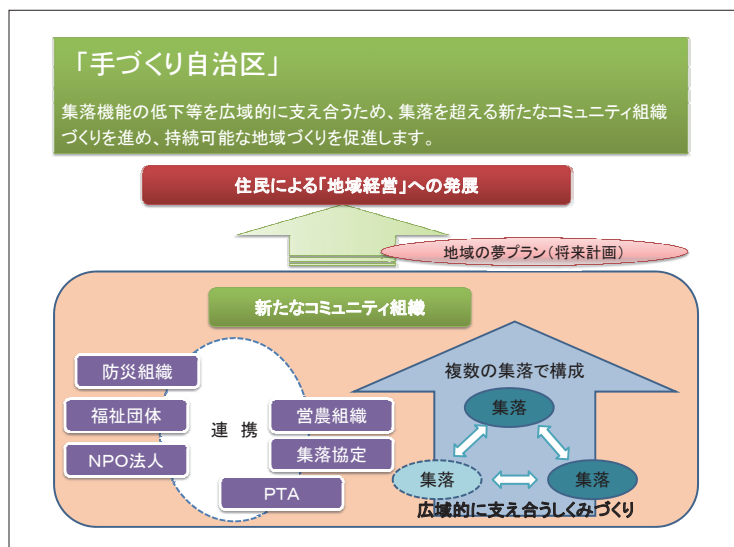 「手づくり自治区」
集落機能の低下等を広域的に支え合うため、集落を超える新たなコミュニティ組織
づくりを進め、持続可能な地域づくりを促進します。
住民による「地域経営」への発展
地域の夢プラン(将来計画)
新たなコミュニティ組織
防災組織
福祉団体
NPO法人
連 携
営農組織
集落協定
PTA
複数の集落で構成
集落
集落
集落
広域的に支え合うしくみづくり